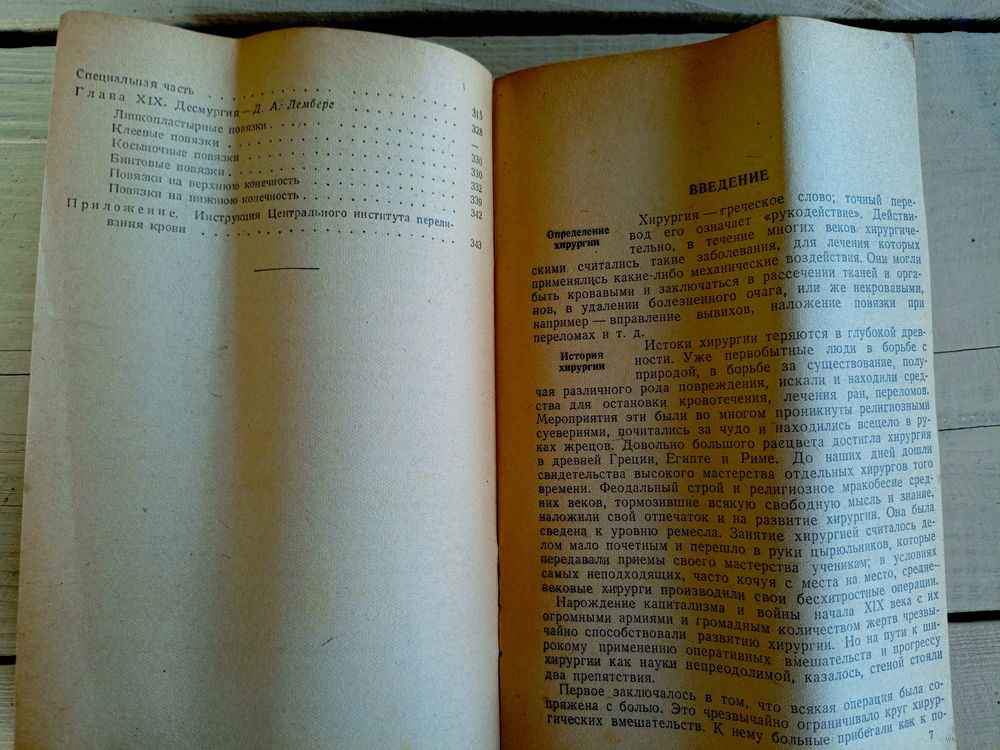 Специальная часть . . . . . . . . . . 315
Глава XIX. Десмургия — Д. А. Лемберг . . . . . . 328
Липкопластырные повязки . . . . . . . . . . —
Клеевые повязки . . . . . . . . . . 330
Косыночные повязки . . . . . . . . . . 330
Бинтовые повязки . . . . . . . . . . 332
Повязки на верхнюю конечность . . . . . . . . . . 339
Повязки на нижнюю конечность . . . . . . . . . . 342
Приложение. Инструкция Центрального института перели-
вания крови . . . . . . . . . . 343
ВВЕДЕНИЕ
Определение
хирургии
Хирургия — греческое слово; точный пере-
вод его означает «рукодействие». Действи-
тельно, в течение многих веков хирургиче-
скими считались такие заболевания, для лечения которых
применялись какие-либо механические воздействия. Они могли
быть кровавыми и заключаться в рассечении тканей и орга-
нов, в удалении болезненного очага, или же некровавыми,
например — вправление вывихов, наложение повязки при
переломах и т. д.
История
хирургии
Истоки хирургии теряются в глубокой древ-
ности. Уже первобытные люди в борьбе с
природой, в борьбе за существование, полу-
чая различного рода повреждения, искали и находили сред-
ства для остановки кровотечения, лечения ран, переломов.
Мероприятия эти были во многом проникнуты религиозными
суевериями, почитались за чудо и находились всецело в ру-
ках жрецов. Довольно большого расцвета достигла хирургия
в древней Греции, Египте и Риме. До наших дней дошли
свидетельства высокого мастерства отдельных хирургов того
времени. Феодальный строй и религиозное мракобесие сред-
них веков, тормозившие всякую свободную мысль и знание,
наложили свой отпечаток и на развитие хирургии. Она была
сведена к уровню ремесла. Занятие хирургией считалось де-
лом мало почетным и перешло в руки цырюльников, которые
передавали приемы своего мастерства ученикам; в условиях
самых неподходящих, часто кочуя с места на место, средне-
вековые хирурги производили свои бесхитростные операции.
Нарождение капитализма и войны начала XIX века с их
огромными армиями и громадным количеством жертв чрезвы-
чайно способствовали развитию хирургии. Но на пути к ши-
рокому применению оперативных вмешательств и прогрессу
хирургии как науки непреодолимой, казалось, стеной стояли
два препятствия.
Первое заключалось в том, что всякая операция была со-
пряжена с болью. Это чрезвычайно ограничивало круг хирур-
гических вмешательств. К нему больные прибегали как к по-
7